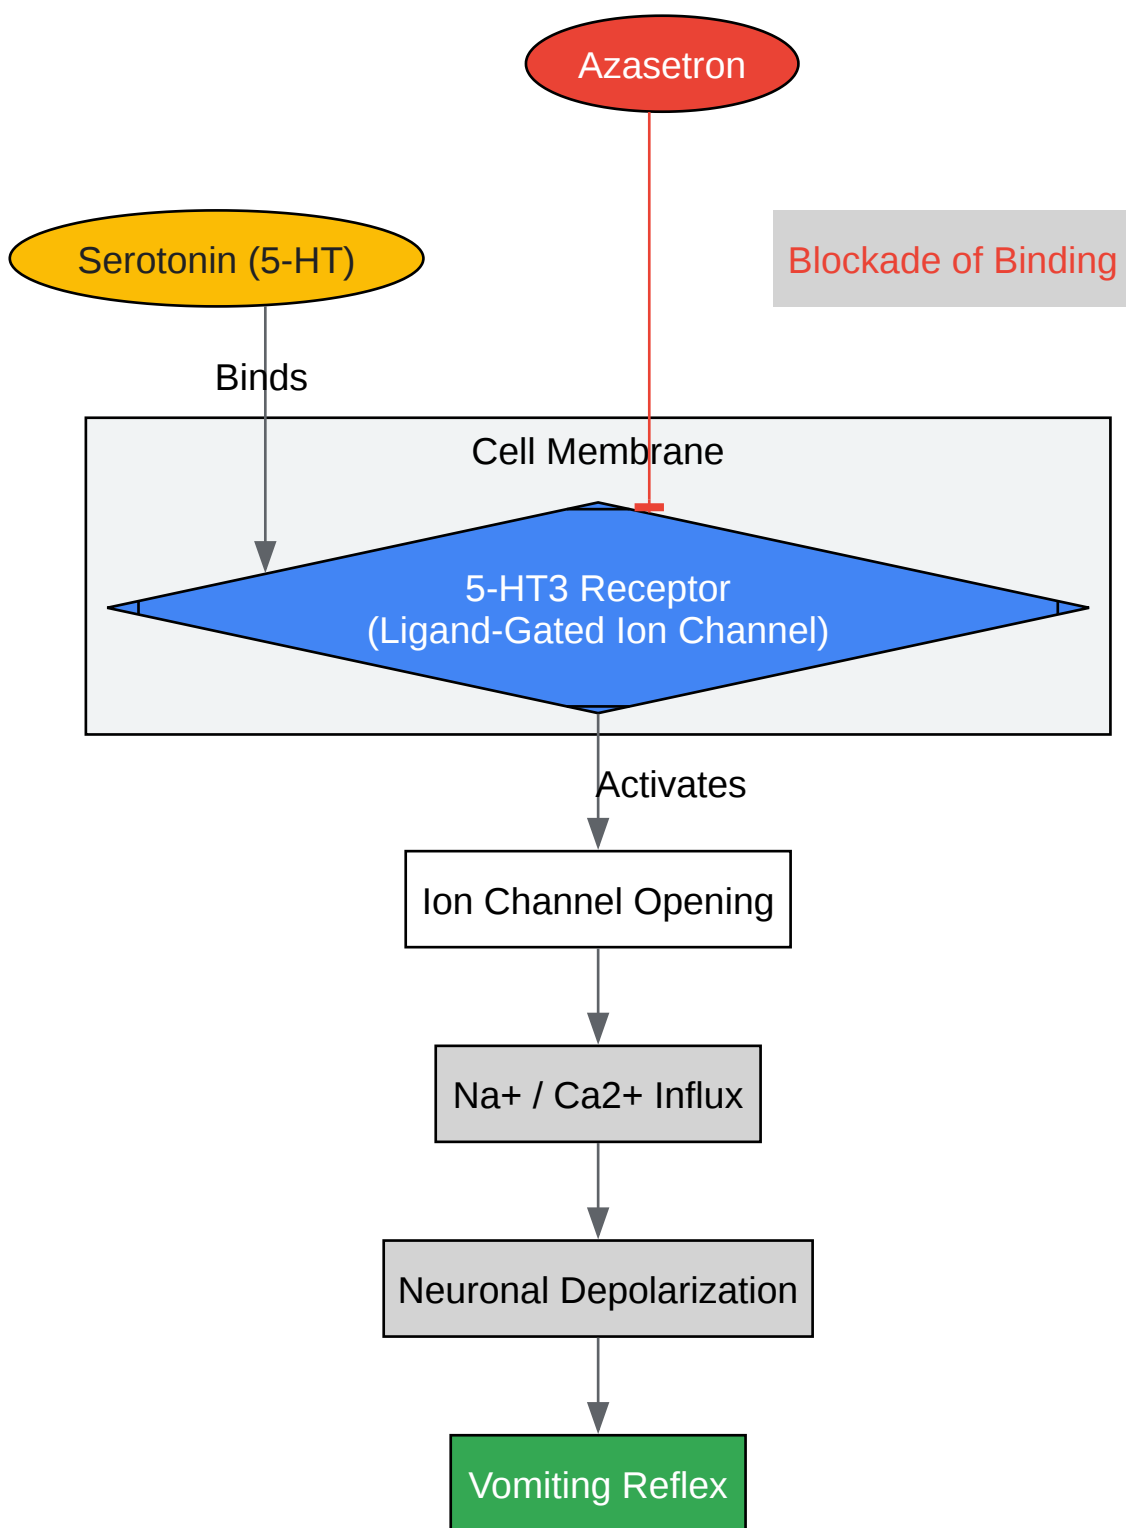 Azasetron
Serotonin (5-HT)
Blockade of Binding
Binds
Cell Membrane
5-HT3 Receptor
(Ligand-Gated Ion Channel)
Activates
Ion Channel Opening
Na+ / Ca2+ Influx
Neuronal Depolarization
Vomiting Reflex